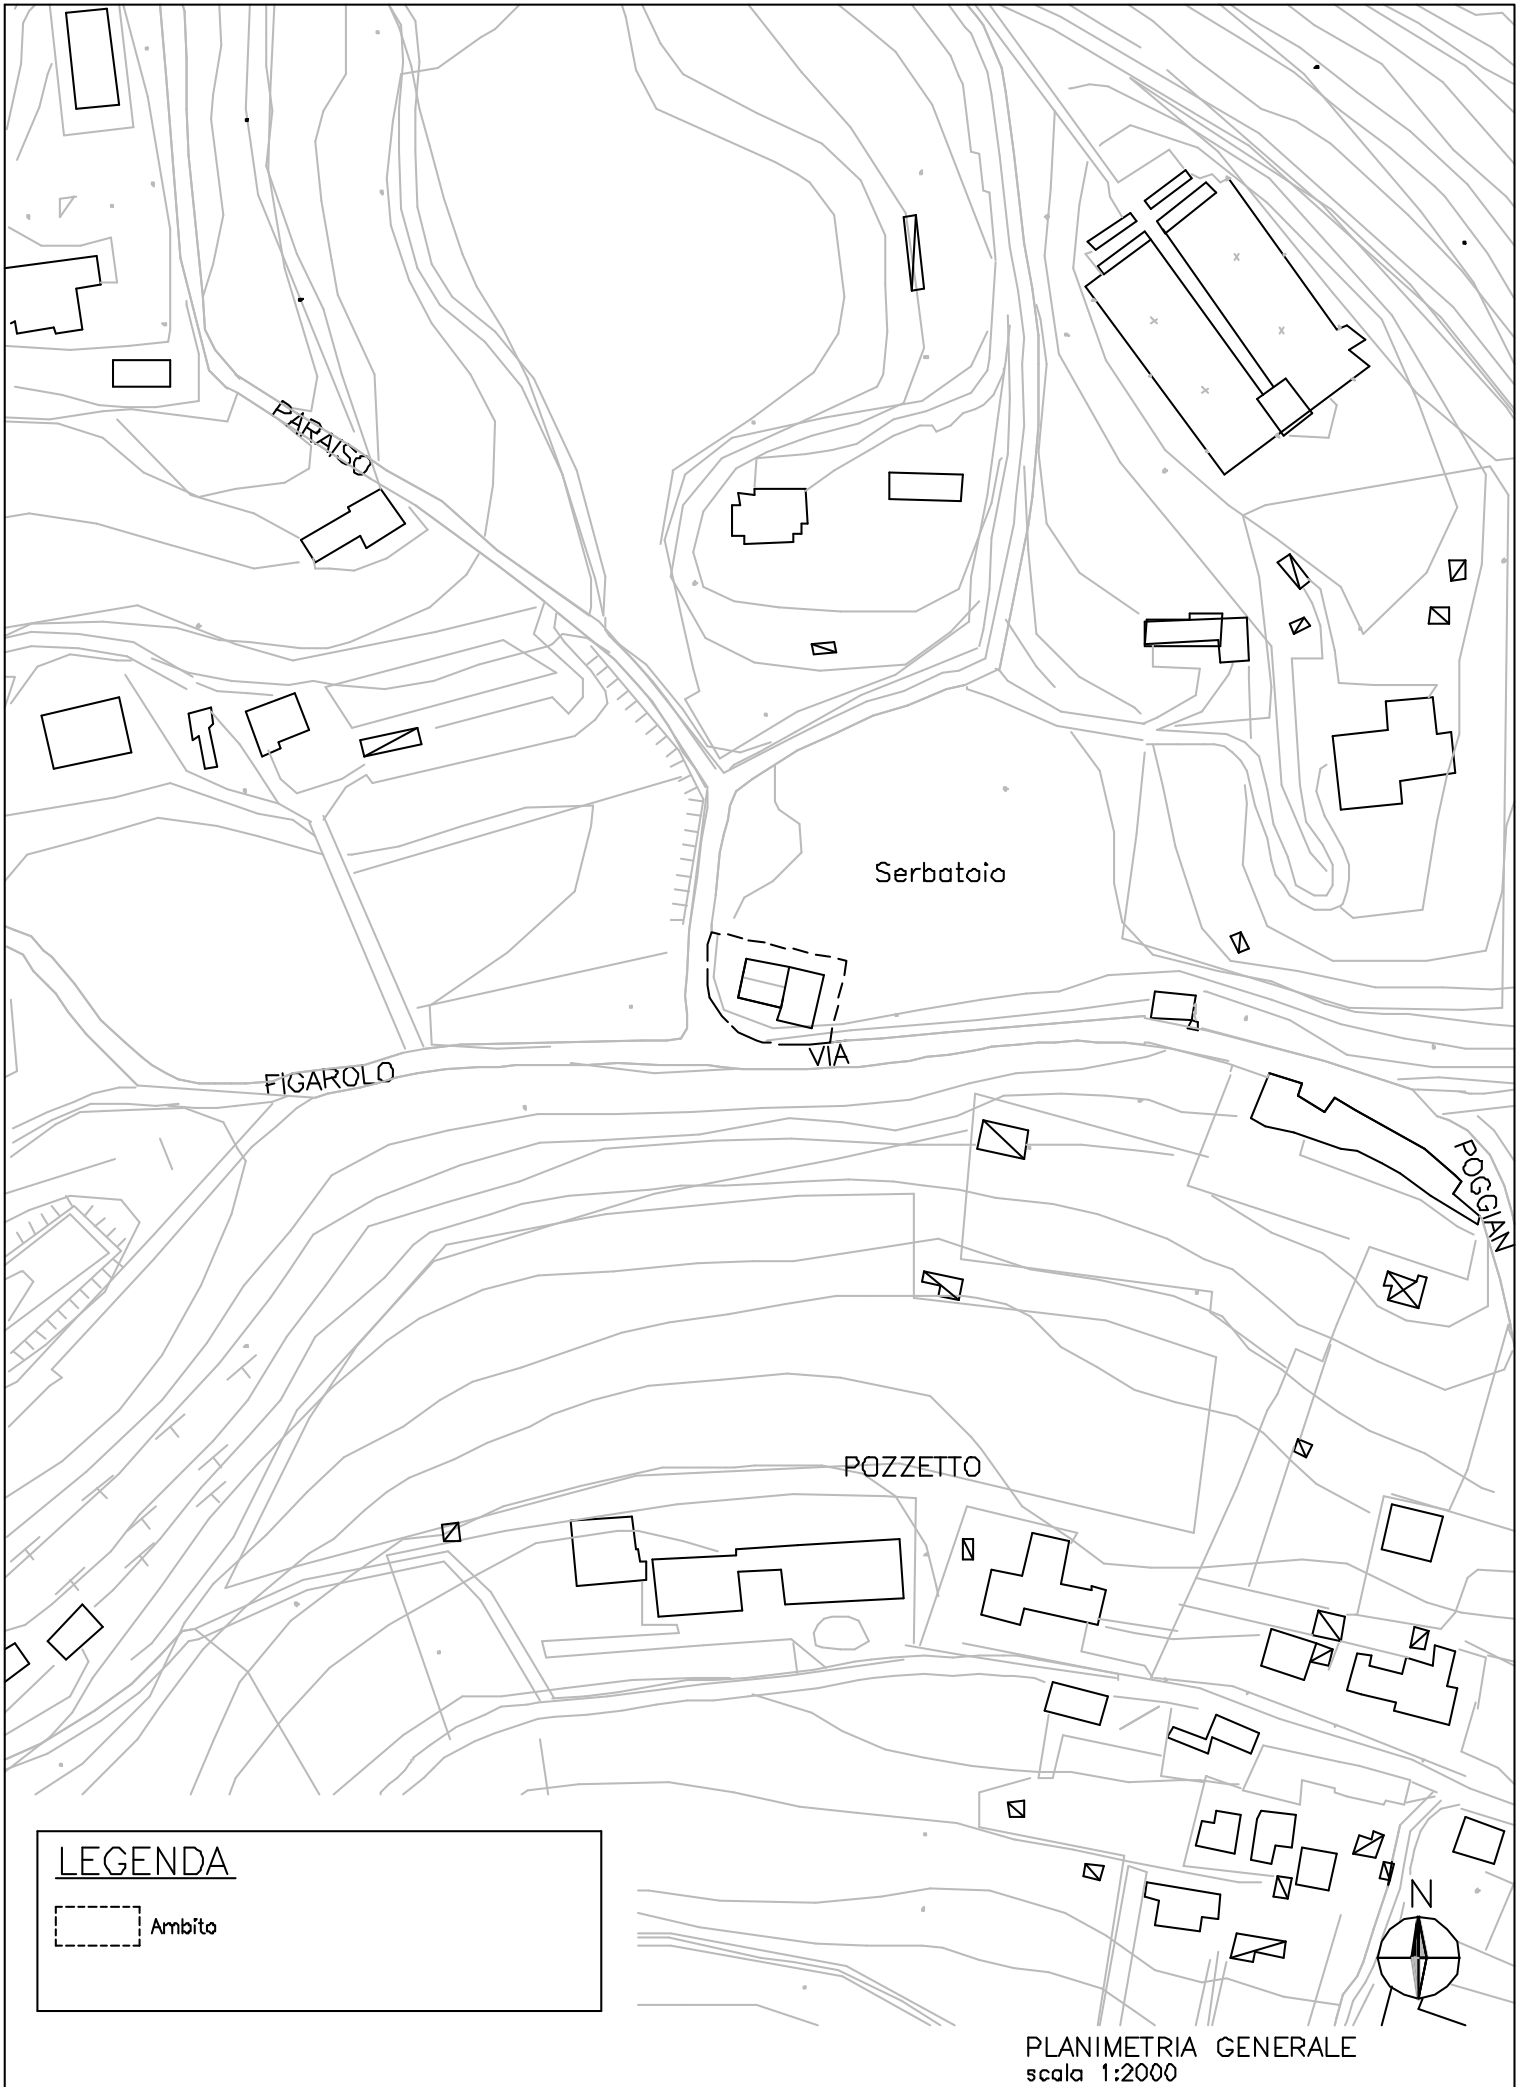 PARAISO
Serbatoio
VIA
FIGAROLO
POGGIAN
POZZETTO
LEGENDA
Ambito
N
PLANIMETRIA GENERALE
scala 1:2000